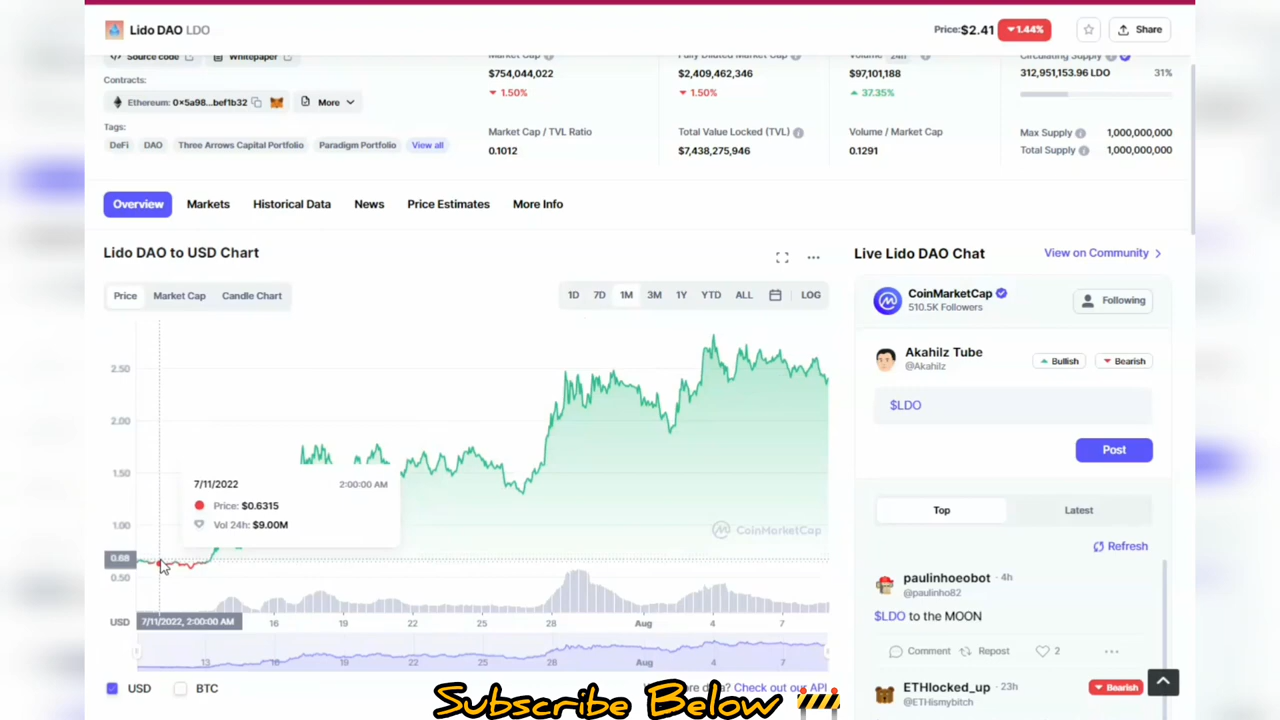 Lido DAO LDO
Price:$2.41 1.44%
Share
Source code
Whitepaper
Market Cap
Fully Diluted Market Cap
Volume 24h
Circulating Supply
$754,044,022
$2,409,462,346
$97,101,188
312,951,153.96 LDO 31%
Contracts:
1.50%
1.50%
37.35%
Ethereum: 0x5a98...bef1b32
More
Tags:
Market Cap / TVL Ratio
Total Value Locked (TVL)
Volume / Market Cap
Max Supply 1,000,000,000
DeFi DAO Three Arrows Capital Portfolio Paradigm Portfolio View all
0.1012
$7,438,275,946
0.1291
Total Supply 1,000,000,000
Overview Markets Historical Data News Price Estimates More Info
Lido DAO to USD Chart
Price Market Cap Candle Chart
1D 7D 1M 3M 1Y YTD ALL LOG
2.50
2.00
1.50
1.00
0.68
0.50
7/11/2022 2:00:00 AM
Price: $0.6315
Vol 24h: $9.00M
CoinMarketCap
USD 7/11/2022, 2:00:00 AM 16 19 22 25 28 Aug 4 7
13 16 19 22 25 28 Aug 4 7
USD BTC
more data? Check out our API
Live Lido DAO Chat
View on Community
CoinMarketCap
510.5K Followers
Following
Akahilz Tube
@Akahilz
Bullish
Bearish
$LDO
Post
Top Latest
Refresh
paulinhoeobot · 4h
@paulinho82
$LDO to the MOON
Comment Repost 2
ETHlocked_up · 23h
Bearish
@ETHismybitch
Subscribe Below